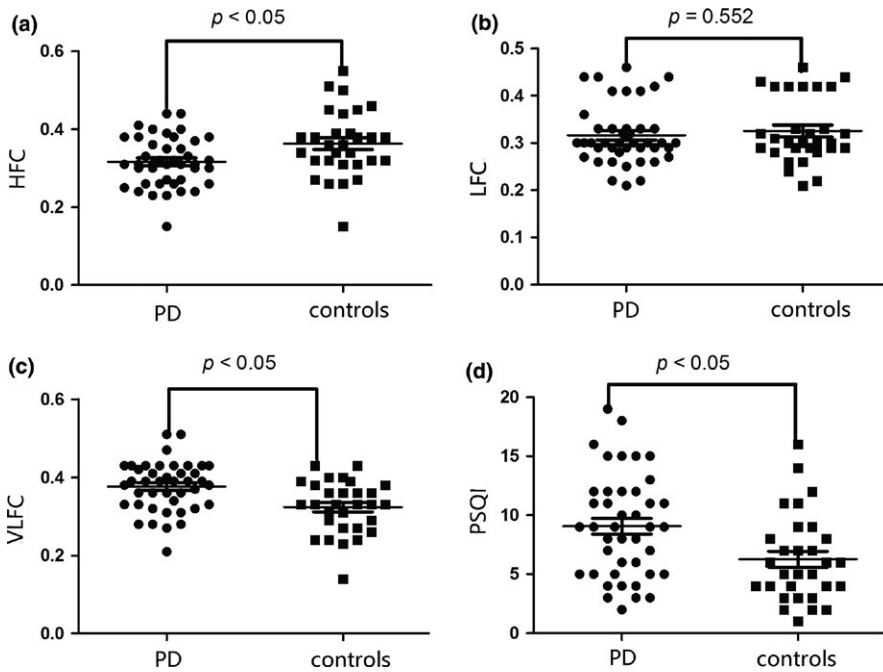 (a)
p < 0.05
HFC
0.6
0.4
0.2
0.0
PD
controls
(b)
p = 0.552
LFC
0.5
0.4
0.3
0.2
0.1
0.0
PD
controls
(c)
p < 0.05
VLFC
0.6
0.4
0.2
0.0
PD
controls
(d)
p < 0.05
PSQI
20
15
10
5
0
PD
controls